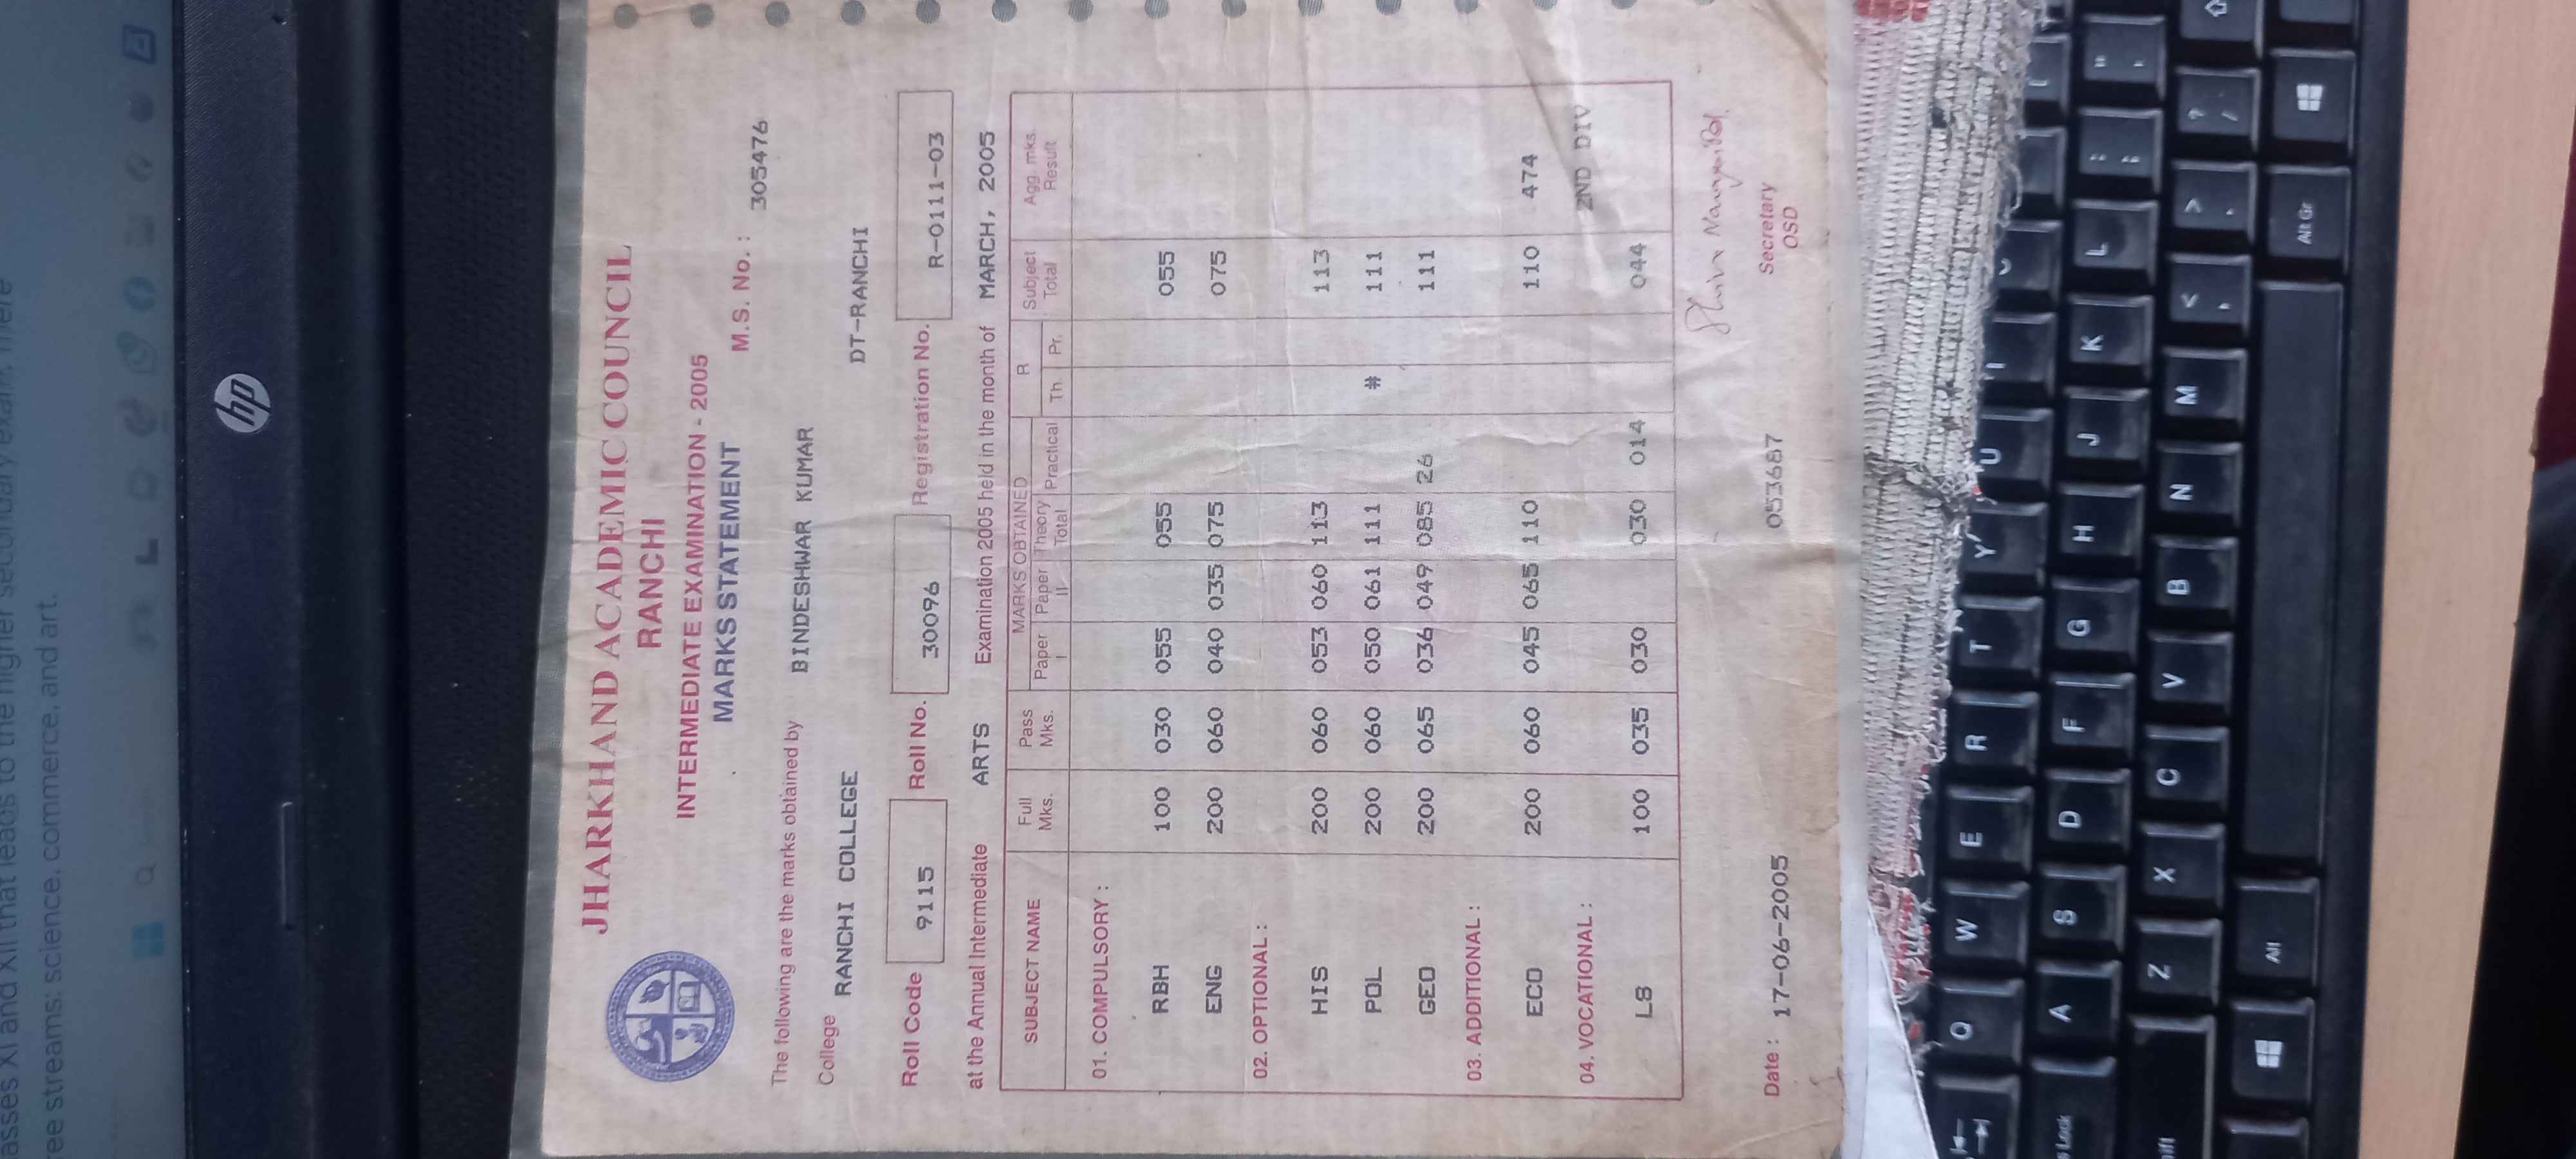 asses XI and XII that leads to the higher secondary exam. There
ree streams: science, commerce, and art.
hp
JHARKHAND ACADEMIC COUNCIL
RANCHI
INTERMEDIATE EXAMINATION - 2005
MARKS STATEMENT
M.S. No. : 305476
The following are the marks obtained by BINDESHWAR KUMAR
College RANCHI COLLEGE DT-RANCHI
Roll Code 9115 Roll No. 30096 Registration No. R-0111-03
at the Annual Intermediate ARTS Examination 2005 held in the month of MARCH, 2005
SUBJECT NAME Full Mks. Pass Mks. MARKS OBTAINED Paper I Paper II Theory Total Practical R Th. Pr. Subject Total Agg. mks. Result
01. COMPULSORY :
RBH 100 030 055 055 055
ENG 200 060 040 035 075 075
02. OPTIONAL :
HIS 200 060 053 060 113 113
POL 200 060 050 061 111 # 111
GEO 200 065 036 049 085 26 111
03. ADDITIONAL :
ECO 200 060 045 065 110 110 474
04. VOCATIONAL :
2ND DIV
LS 100 035 030 030 014 044
Secretary
OSD
Date : 17-06-2005 053687
Q W E R T Y U I
A S D F G H J K L
Z X C V B N M < , > . ? /
Alt Alt Gr